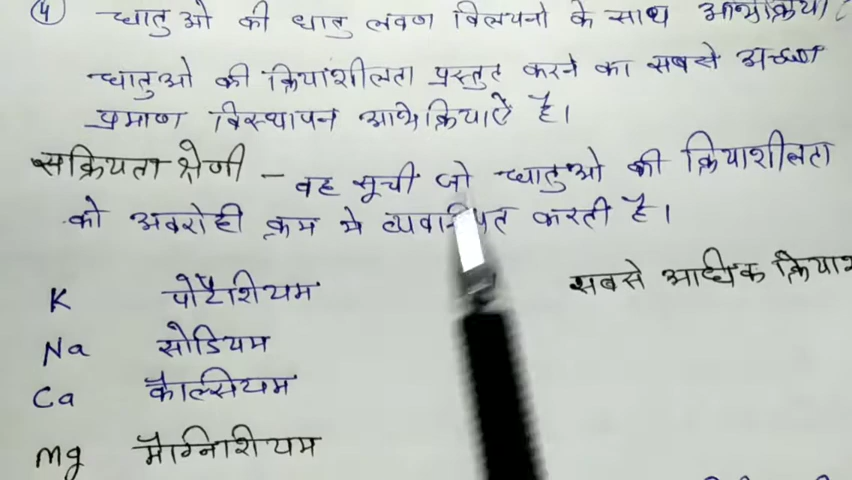 ④ धातुओ की धातु लवण विलयनो के साथ अभिक्रिया
धातुओ की क्रियाशीलता प्रस्तुत करने का सबसे अच्छा
प्रमाण विस्थापन अभिक्रियाऐं है।
सक्रियता श्रेणी – वह सूची जो धातुओ की क्रियाशीलता
को अवरोही क्रम मे व्यवस्थित करती है।
सबसे अधिक
K पोटैशियम
Na सोडियम
Ca कैल्सियम
Mg मैग्निशियम